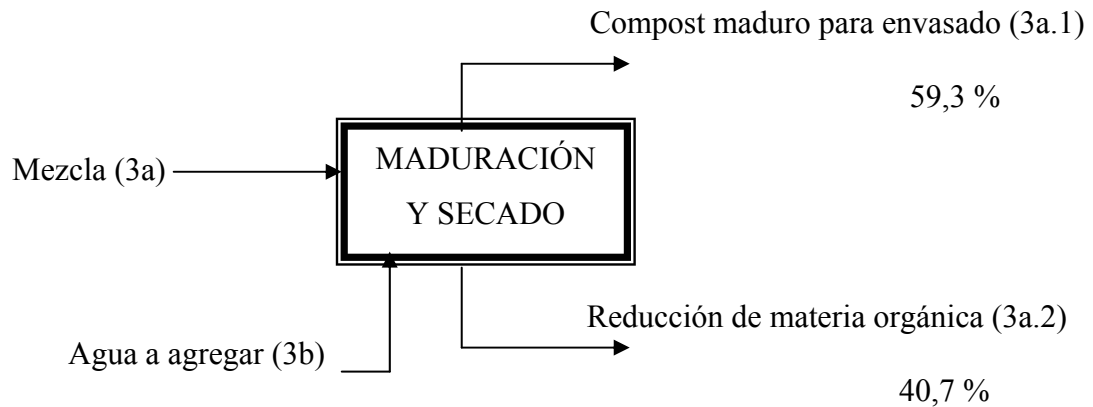 Compost maduro para envasado (3a.1)
59,3 %
Mezcla (3a)
MADURACIÓN
Y SECADO
Reducción de materia orgánica (3a.2)
Agua a agregar (3b)
40,7 %